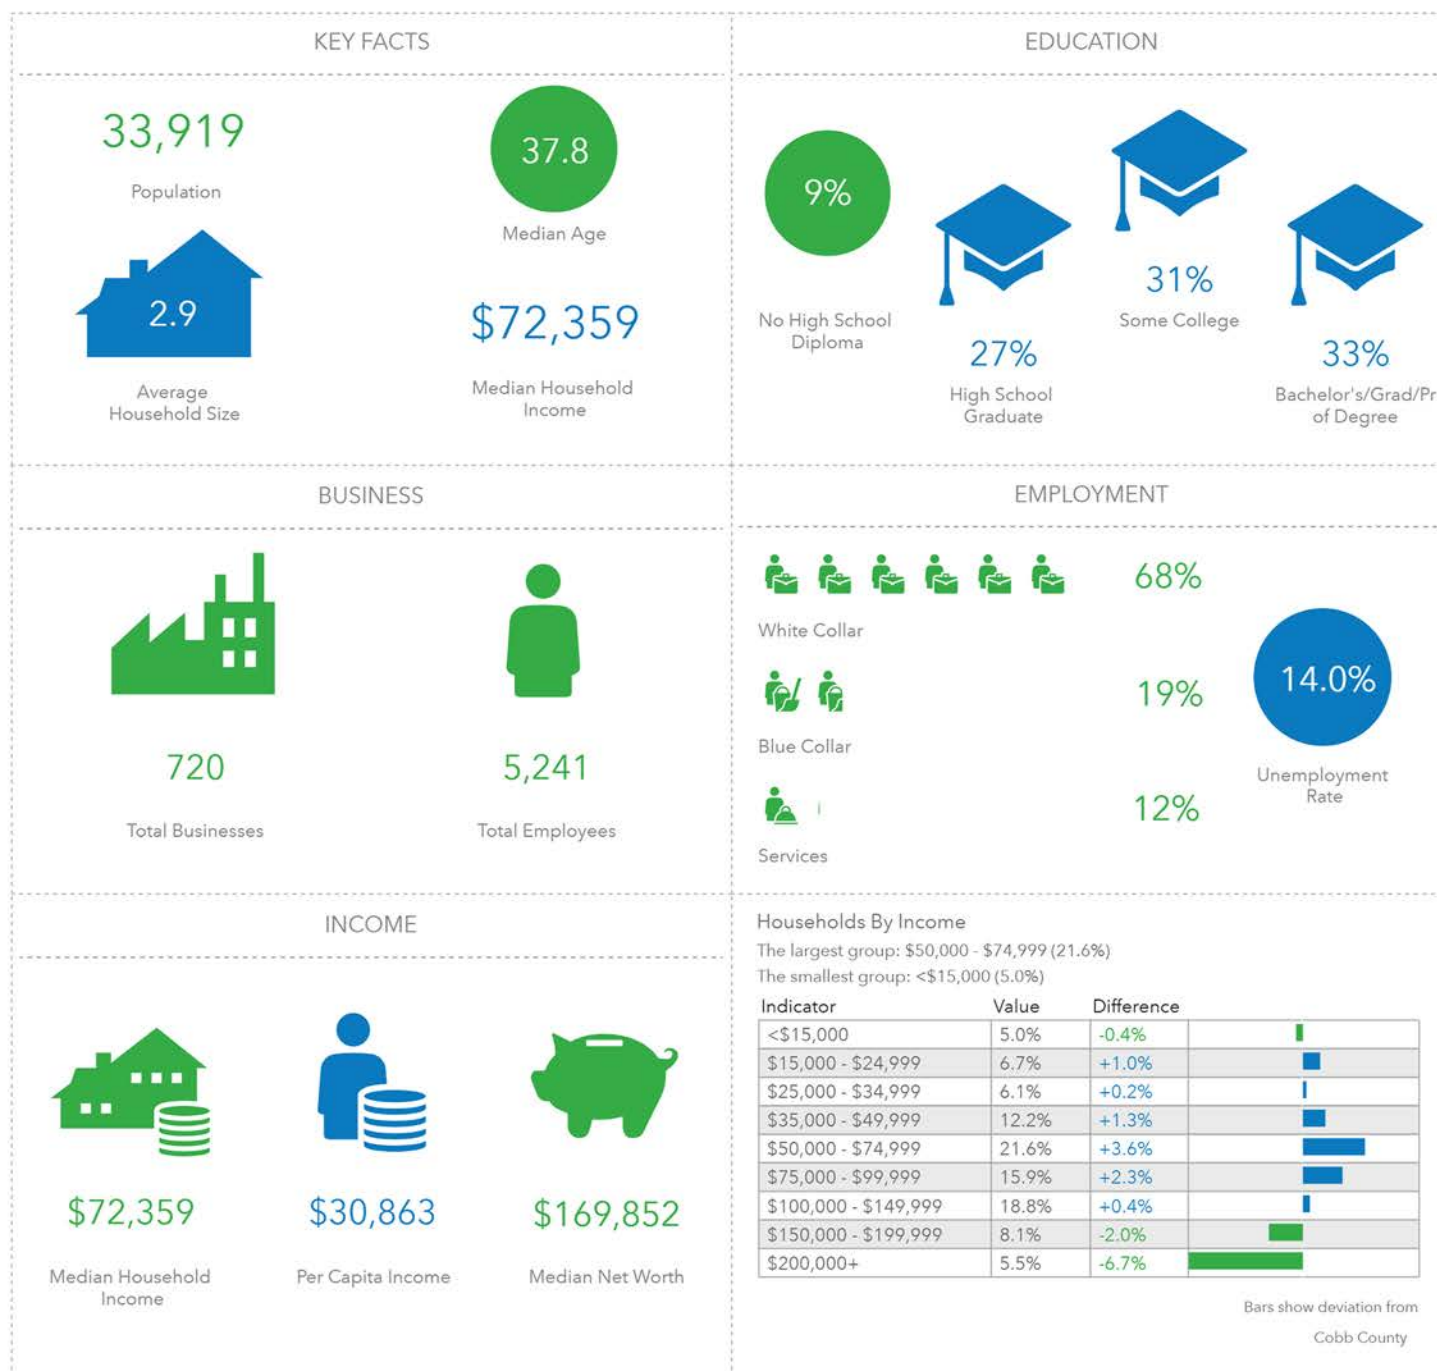 KEY FACTS
33,919
Population
37.8
Median Age
2.9
Average
Household Size
$72,359
Median Household
Income
EDUCATION
9%
No High School
Diploma
27%
High School
Graduate
31%
Some College
33%
Bachelor's/Grad/Pr
of Degree
BUSINESS
720
Total Businesses
5,241
Total Employees
EMPLOYMENT
68%
White Collar
19%
Blue Collar
12%
Services
14.0%
Unemployment
Rate
INCOME
$72,359
Median Household
Income
$30,863
Per Capita Income
$169,852
Median Net Worth
Households By Income
The largest group: $50,000 - $74,999 (21.6%)
The smallest group: <$15,000 (5.0%)
Indicator Value Difference
<$15,000 5.0% -0.4%
$15,000 - $24,999 6.7% +1.0%
$25,000 - $34,999 6.1% +0.2%
$35,000 - $49,999 12.2% +1.3%
$50,000 - $74,999 21.6% +3.6%
$75,000 - $99,999 15.9% +2.3%
$100,000 - $149,999 18.8% +0.4%
$150,000 - $199,999 8.1% -2.0%
$200,000+ 5.5% -6.7%
Bars show deviation from
Cobb County